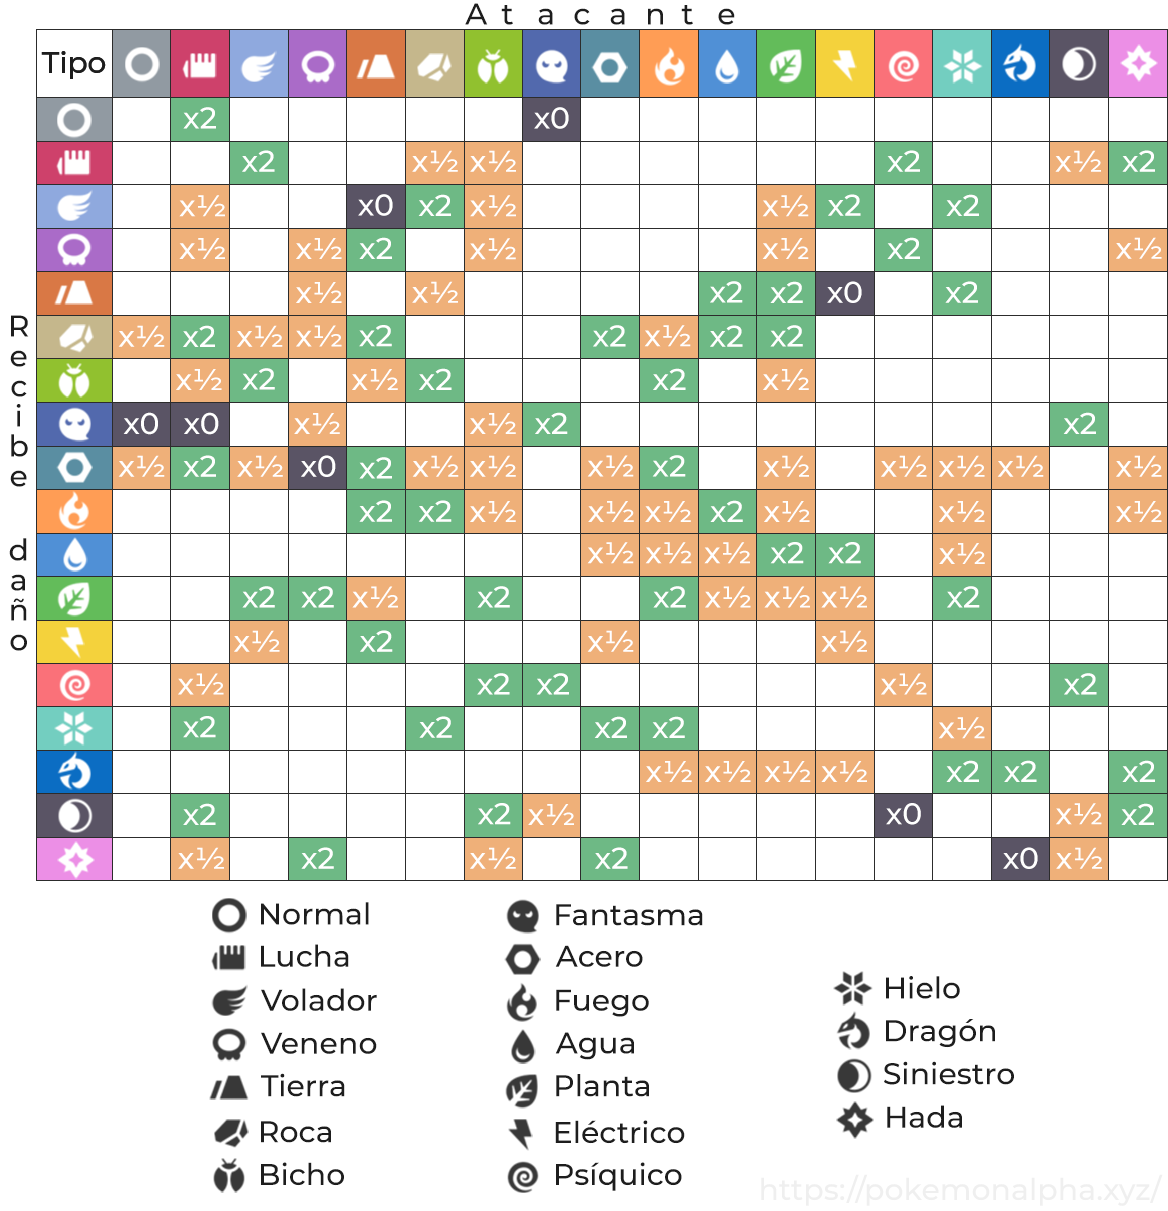 Atacante
Tipo
x2 x0
x2 x½ x½ x2 x½ x2
x½ x0 x2 x½ x½ x2 x2
x½ x½ x2 x½ x½ x2 x½
x½ x½ x2 x2 x0 x2
x½ x2 x½ x½ x2 x2 x½ x2 x2
x½ x2 x½ x2 x2 x½
x0 x0 x½ x½ x2 x2
x½ x2 x½ x0 x2 x½ x½ x½ x2 x½ x½ x½ x½ x½
x2 x2 x½ x½ x½ x2 x½ x½ x½
x½ x½ x½ x2 x2 x½
x2 x2 x½ x2 x2 x½ x½ x½ x2
x½ x2 x½ x½
x½ x2 x2 x½ x2
x2 x2 x2 x2 x½
x½ x½ x½ x½ x2 x2 x2
x2 x2 x½ x0 x½ x2
x½ x2 x½ x2 x0 x½
Recibe daño
Normal
Lucha
Volador
Veneno
Tierra
Roca
Bicho
Fantasma
Acero
Fuego
Agua
Planta
Eléctrico
Psíquico
Hielo
Dragón
Siniestro
Hada
https://pokemonalpha.xyz/